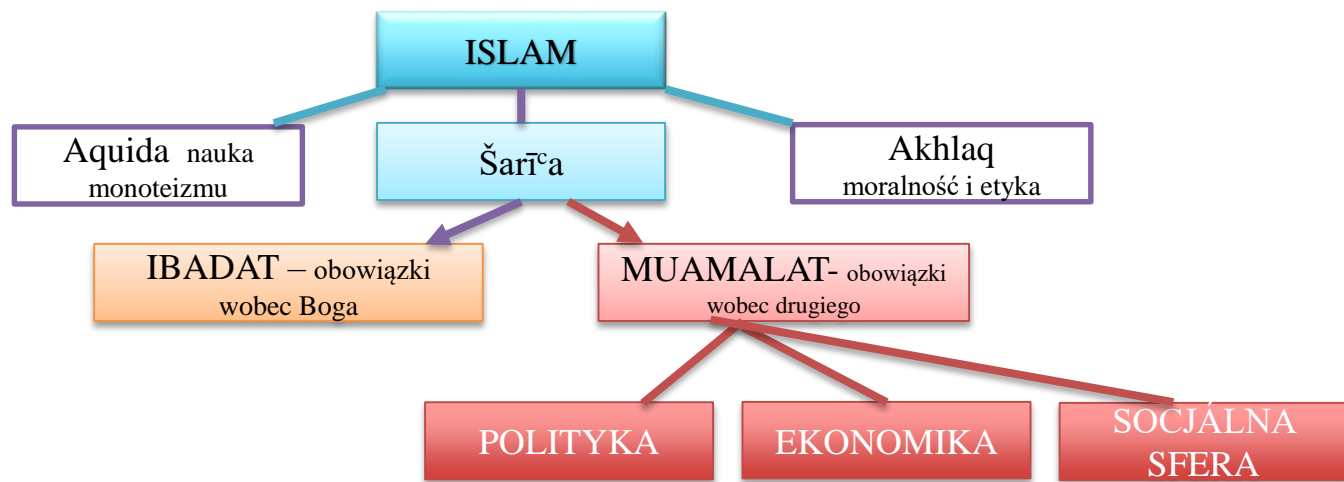 ISLAM
Aquida nauka
monoteizmu
Šarīᶜa
Akhlaq
moralność i etyka
IBADAT – obowiązki
wobec Boga
MUAMALAT- obowiązki
wobec drugiego
POLITYKA
EKONOMIKA
SOCJÁLNA
SFERA